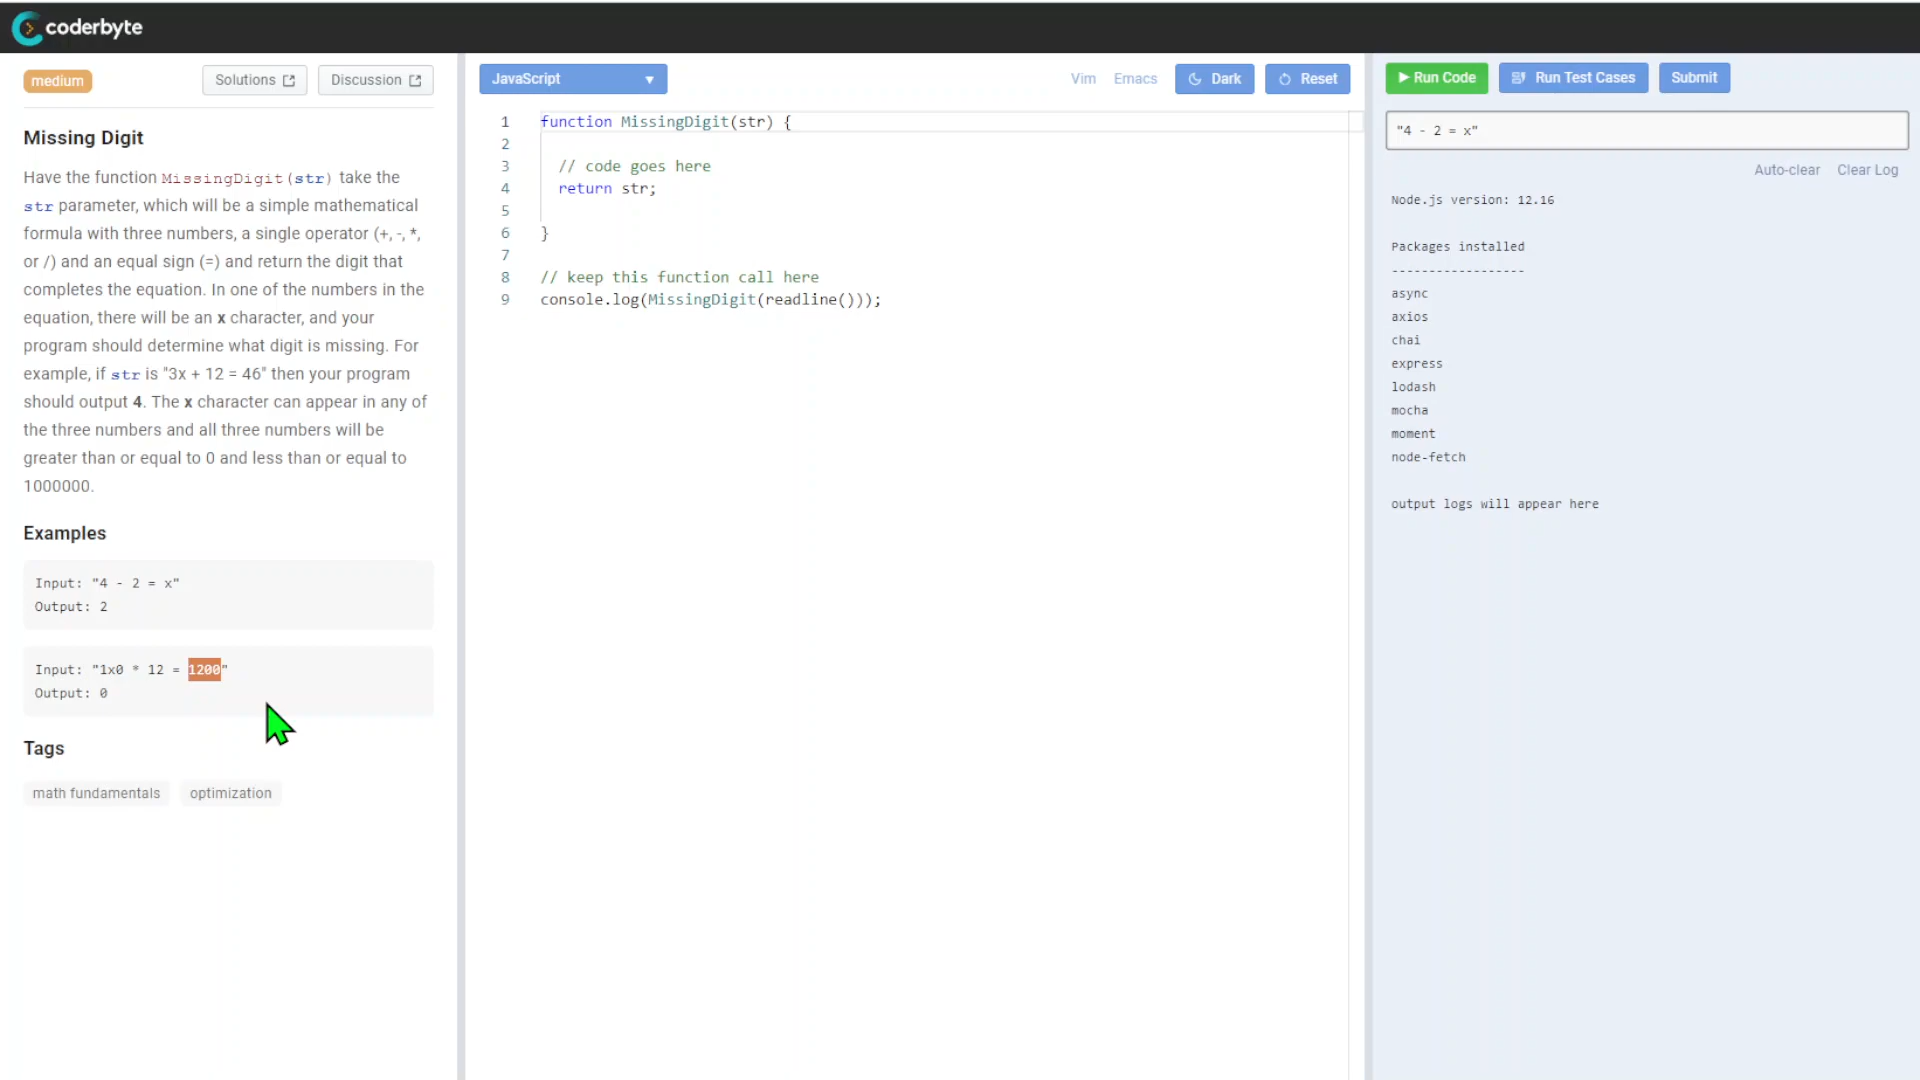 coderbyte
medium
Solutions
Discussion
Missing Digit
Have the function MissingDigit(str) take the
str parameter, which will be a simple mathematical
formula with three numbers, a single operator (+, -, *,
or /) and an equal sign (=) and return the digit that
completes the equation. In one of the numbers in the
equation, there will be an x character, and your
program should determine what digit is missing. For
example, if str is "3x + 12 = 46" then your program
should output 4. The x character can appear in any of
the three numbers and all three numbers will be
greater than or equal to 0 and less than or equal to
1000000.
Examples
Input: "4 - 2 = x"
Output: 2
Input: "1x0 * 12 = 1200"
Output: 0
Tags
math fundamentals optimization
JavaScript
Vim Emacs Dark Reset
1 function MissingDigit(str) {
2
3 // code goes here
4 return str;
5
6 }
7
8 // keep this function call here
9 console.log(MissingDigit(readline()));
Run Code Run Test Cases Submit
"4 - 2 = x"
Auto-clear Clear Log
Node.js version: 12.16
Packages installed
------------------
async
axios
chai
express
lodash
mocha
moment
node-fetch
output logs will appear here